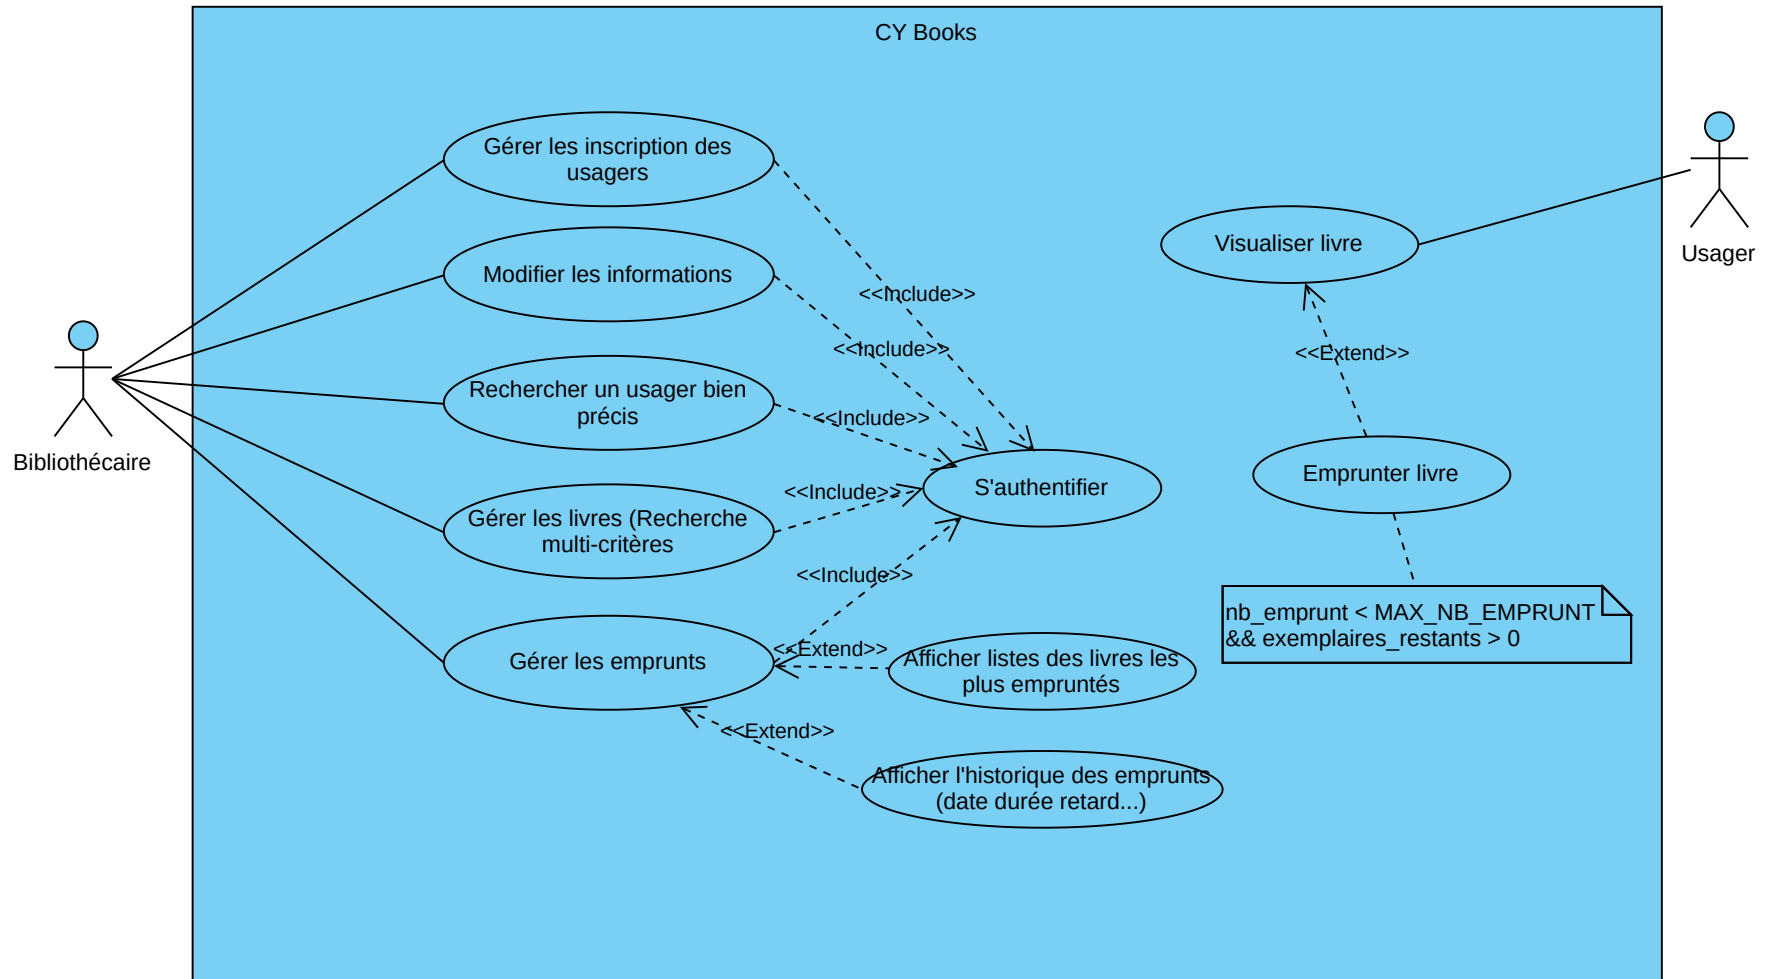 CY Books
Gérer les inscription des
usagers
Modifier les informations
Rechercher un usager bien
précis
Gérer les livres (Recherche
multi-critères
Gérer les emprunts
Bibliothécaire
<<Include>>
<<Include>>
<<Include>>
<<Include>>
<<Include>>
S'authentifier
<<Extend>>
Afficher listes des livres les
plus empruntés
<<Extend>>
Afficher l'historique des emprunts
(date durée retard...)
Visualiser livre
Usager
<<Extend>>
Emprunter livre
nb_emprunt < MAX_NB_EMPRUNT
&& exemplaires_restants > 0